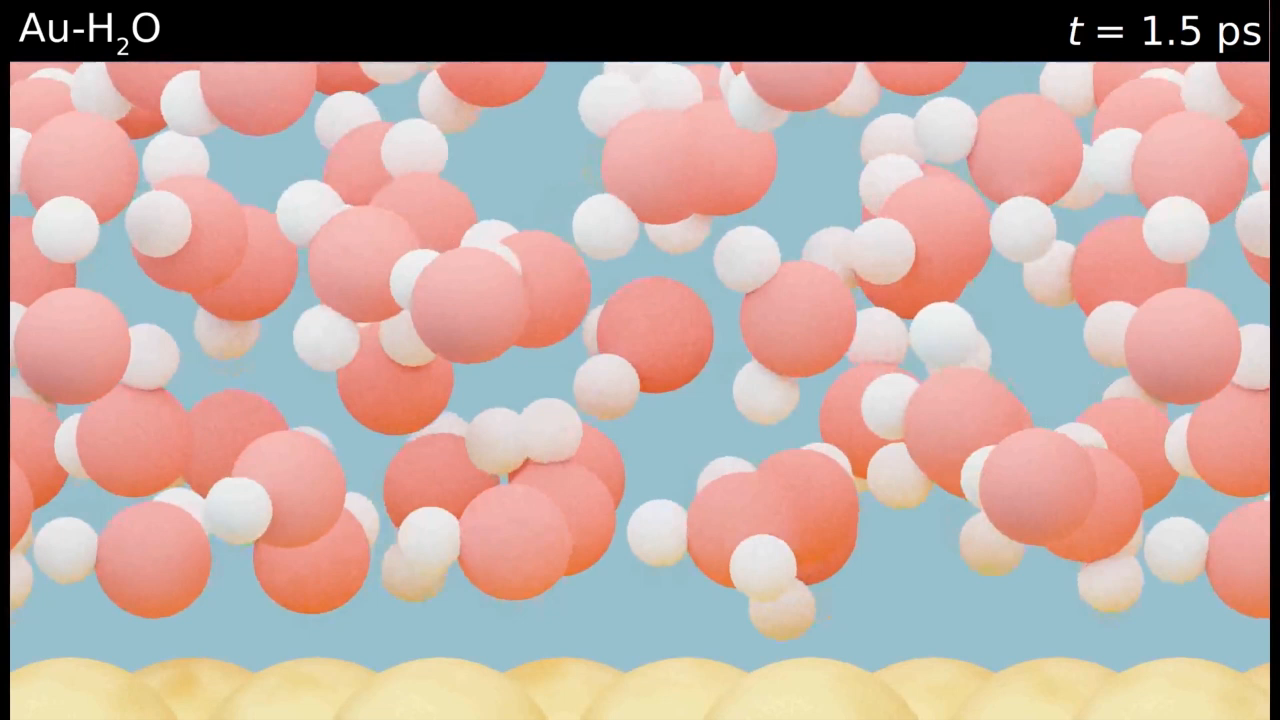 Au-H₂O
t = 1.5 ps